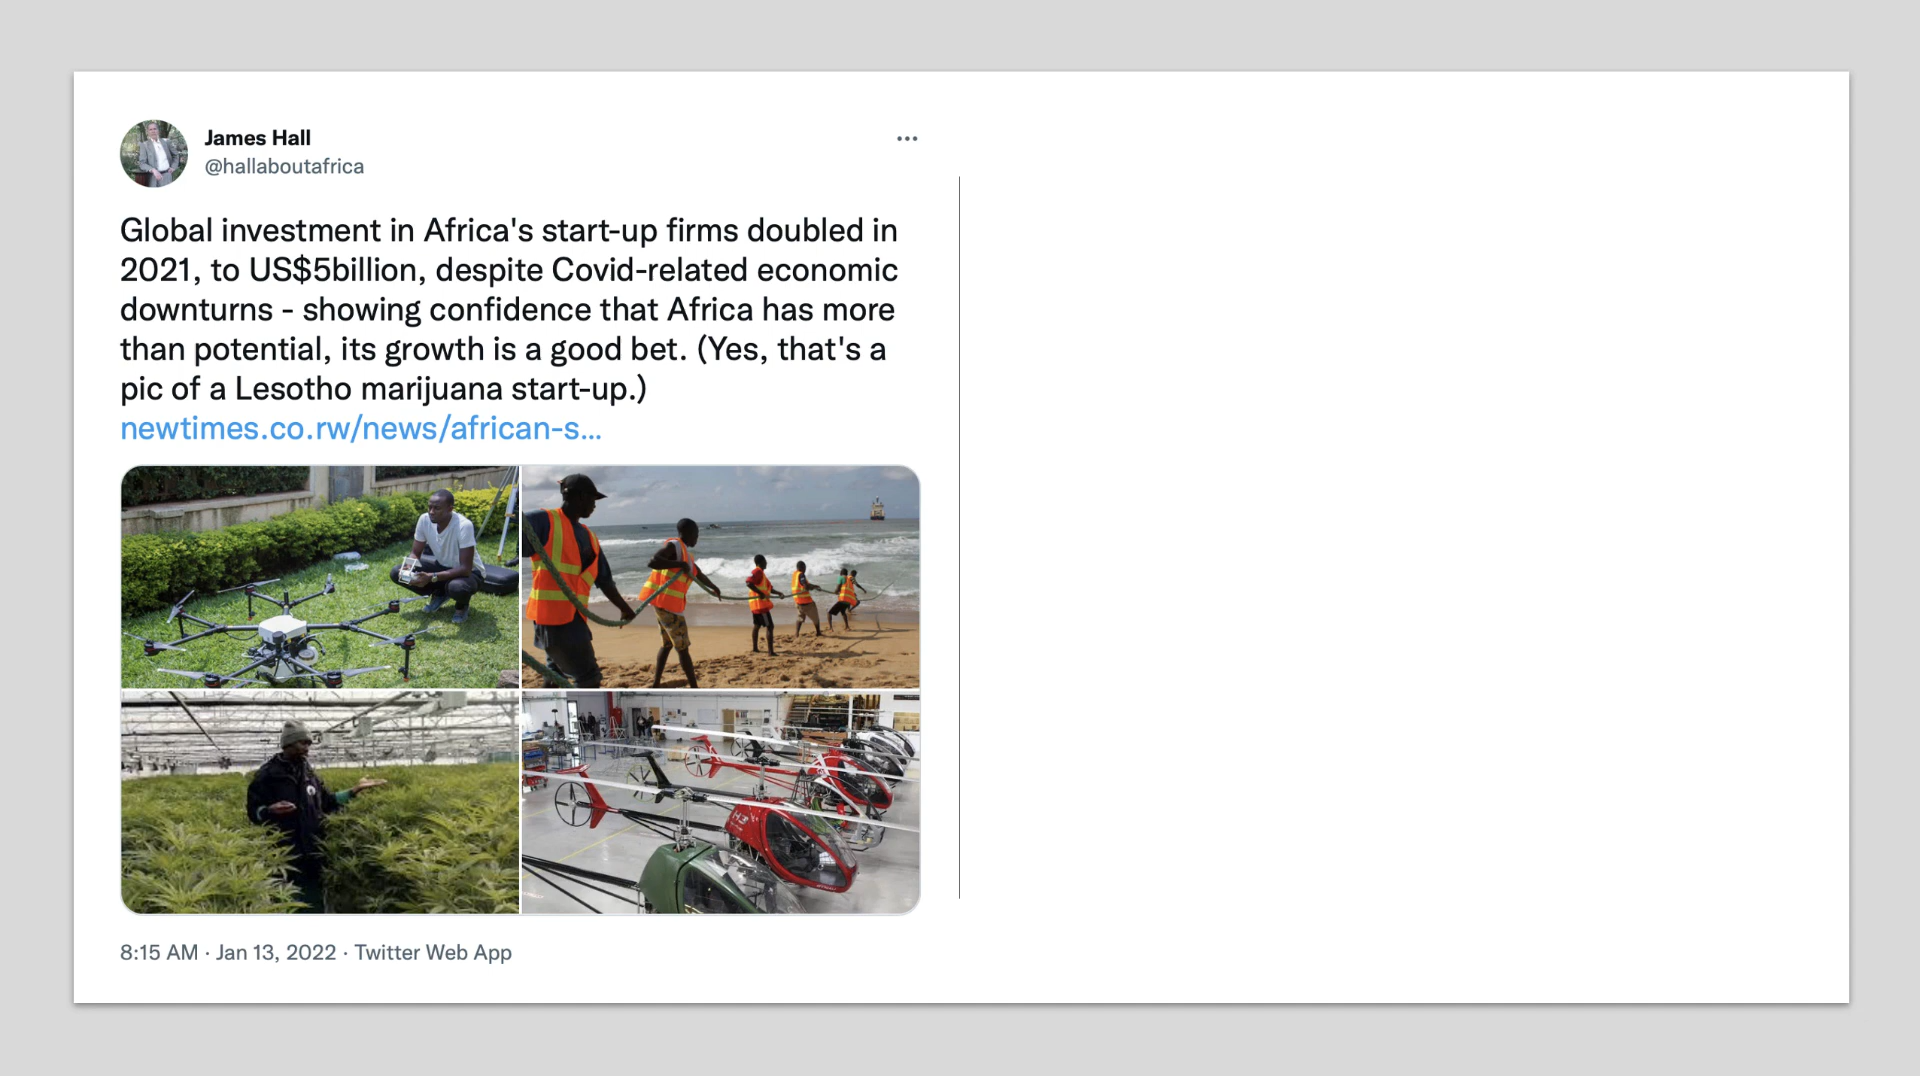 James Hall
@hallaboutafrica
Global investment in Africa's start-up firms doubled in
2021, to US$5billion, despite Covid-related economic
downturns - showing confidence that Africa has more
than potential, its growth is a good bet. (Yes, that's a
pic of a Lesotho marijuana start-up.)
newtimes.co.rw/news/african-s...
8:15 AM · Jan 13, 2022 · Twitter Web App